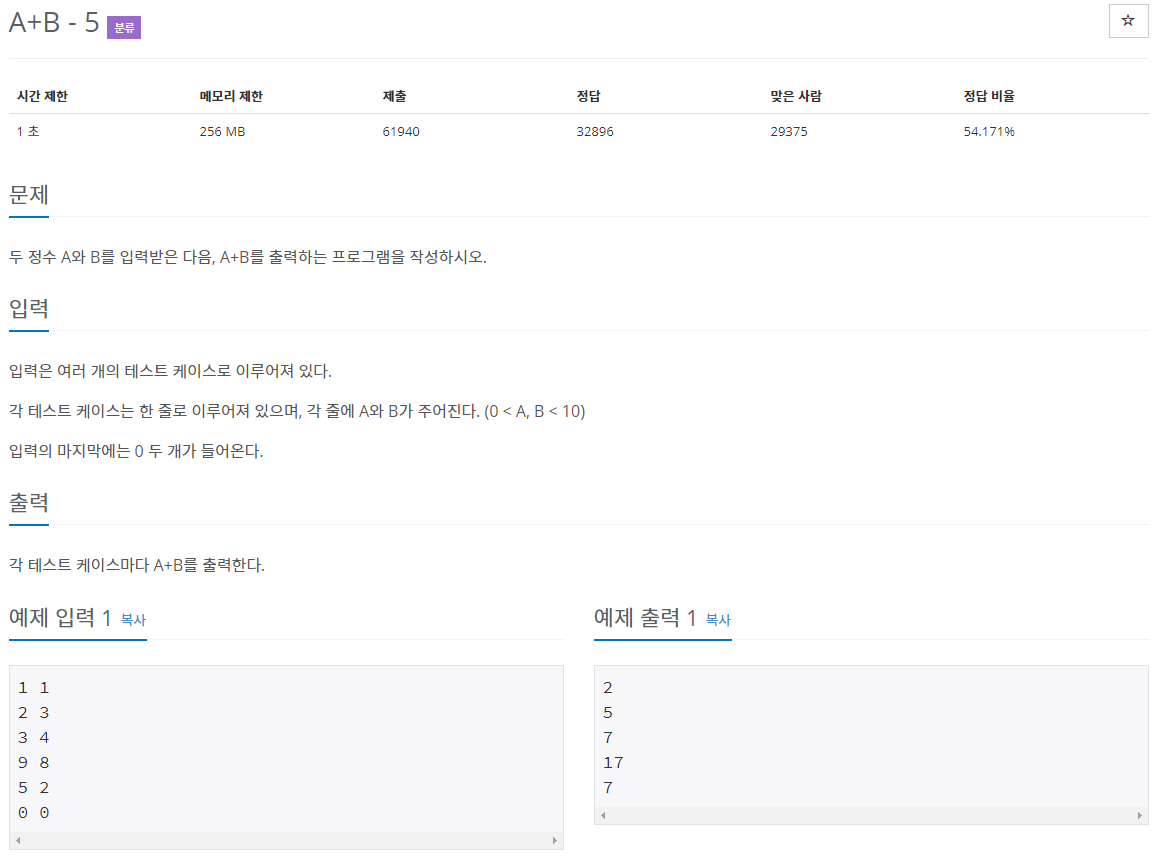 A+B - 5 분류
☆
시간 제한 메모리 제한 제출 정답 맞은 사람 정답 비율
1 초 256 MB 61940 32896 29375 54.171%
문제
두 정수 A와 B를 입력받은 다음, A+B를 출력하는 프로그램을 작성하시오.
입력
입력은 여러 개의 테스트 케이스로 이루어져 있다.
각 테스트 케이스는 한 줄로 이루어져 있으며, 각 줄에 A와 B가 주어진다. (0 < A, B < 10)
입력의 마지막에는 0 두 개가 들어온다.
출력
각 테스트 케이스마다 A+B를 출력한다.
예제 입력 1 복사
1 1
2 3
3 4
9 8
5 2
0 0
예제 출력 1 복사
2
5
7
17
7